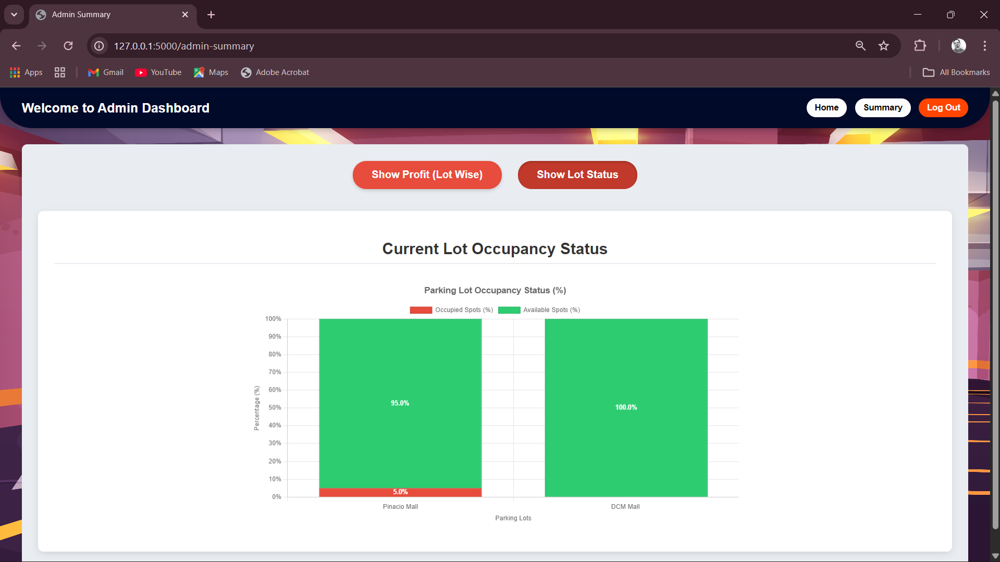 Admin Summary
127.0.0.1:5000/admin-summary
Apps
Gmail
YouTube
Maps
Adobe Acrobat
All Bookmarks
Welcome to Admin Dashboard
Home
Summary
Log Out
Show Profit (Lot Wise)
Show Lot Status
Current Lot Occupancy Status
Parking Lot Occupancy Status (%)
Occupied Spots (%)
Available Spots (%)
100%
90%
80%
70%
60%
50%
40%
30%
20%
10%
0%
Percentage (%)
95.0%
100.0%
5.0%
Pinacio Mall
DCM Mall
Parking Lots